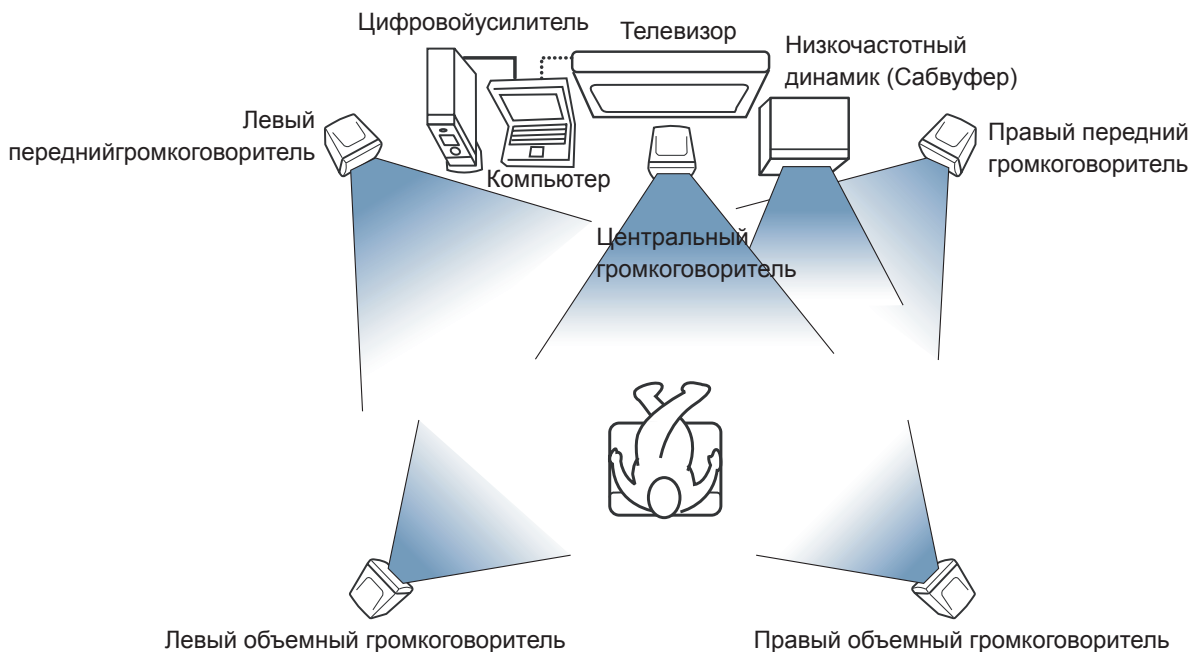 Цифровойусилитель
Телевизор
Низкочастотный
динамик (Сабвуфер)
Левый
переднийгромкоговоритель
Правый передний
громкоговоритель
Компьютер
Центральный
громкоговоритель
Левый объемный громкоговоритель
Правый объемный громкоговоритель